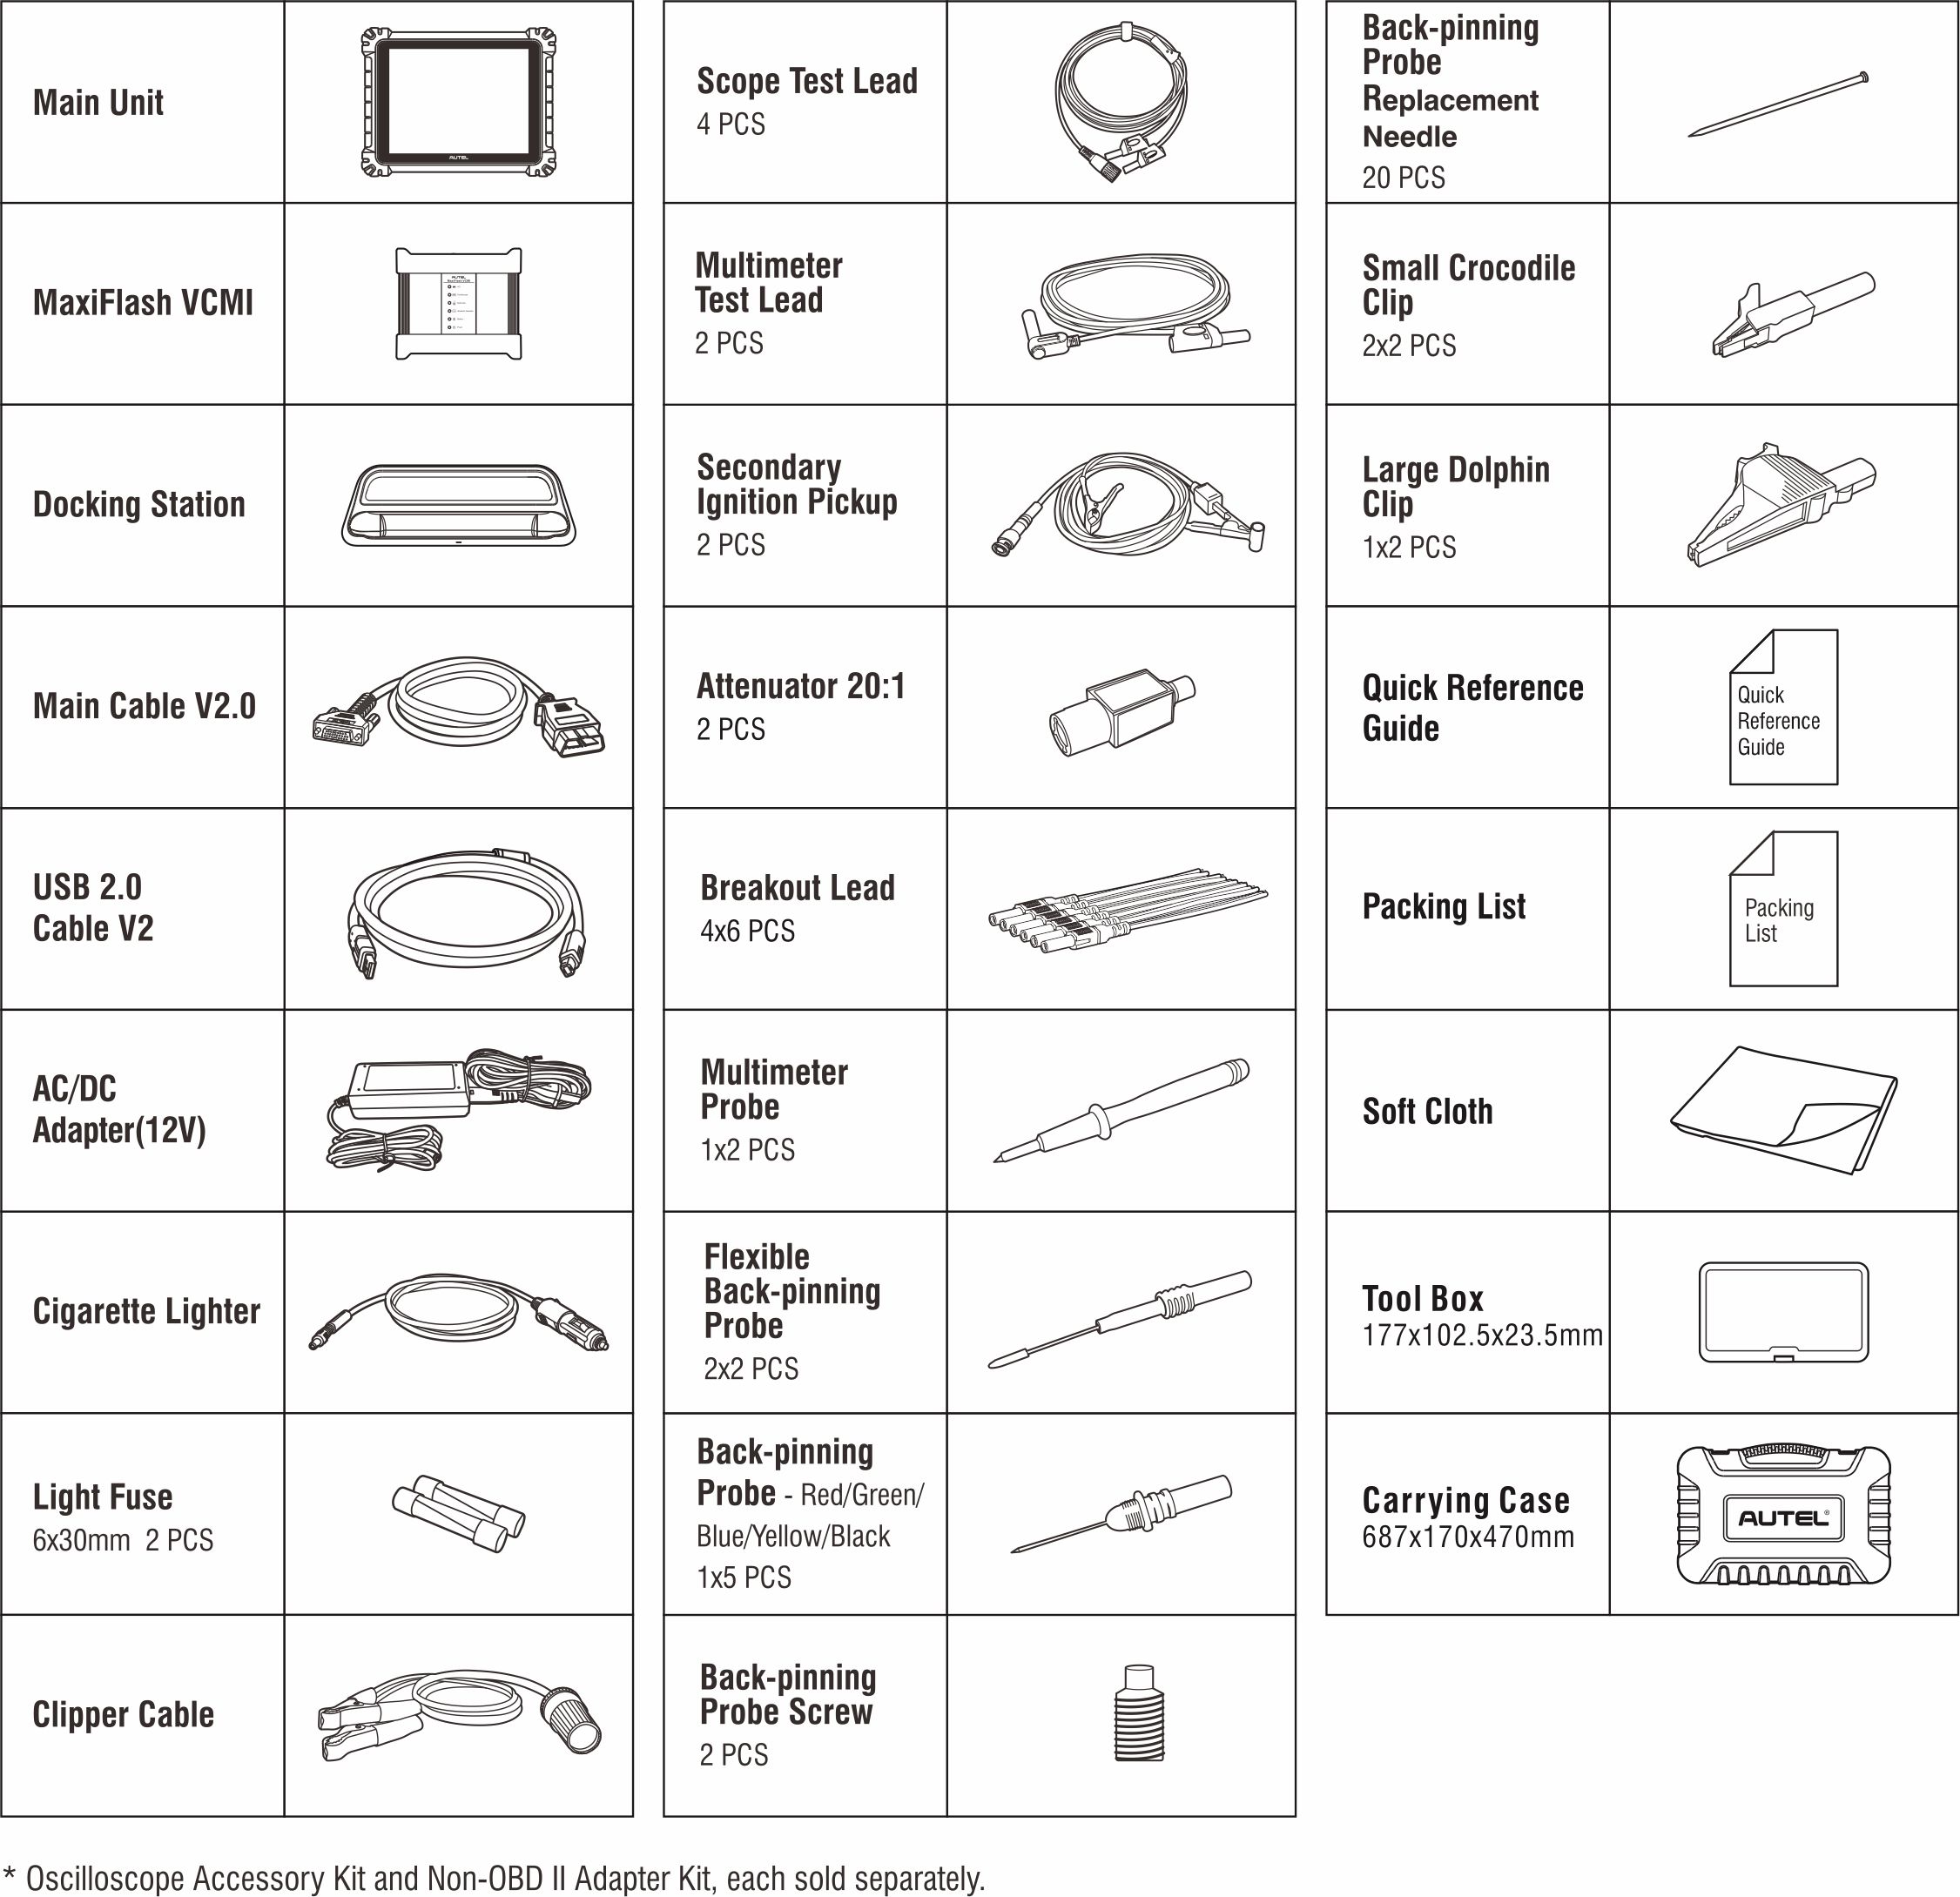 Main Unit
AUTEL
MaxiFlash VCMI
AUTEL
Docking Station
Main Cable V2.0
USB 2.0
Cable V2
AC/DC
Adapter(12V)
Cigarette Lighter
Light Fuse
6x30mm 2 PCS
Clipper Cable
Scope Test Lead
4 PCS
Multimeter
Test Lead
2 PCS
Secondary
Ignition Pickup
2 PCS
Attenuator 20:1
2 PCS
Breakout Lead
4x6 PCS
Multimeter
Probe
1x2 PCS
Flexible
Back-pinning
Probe
2x2 PCS
Back-pinning
Probe - Red/Green/
Blue/Yellow/Black
1x5 PCS
Back-pinning
Probe Screw
2 PCS
Back-pinning
Probe
Replacement
Needle
20 PCS
Small Crocodile
Clip
2x2 PCS
Large Dolphin
Clip
1x2 PCS
Quick Reference
Guide
Quick
Reference
Guide
Packing List
Packing
List
Soft Cloth
Tool Box
177x102.5x23.5mm
Carrying Case
687x170x470mm
AUTEL®
* Oscilloscope Accessory Kit and Non-OBD II Adapter Kit, each sold separately.